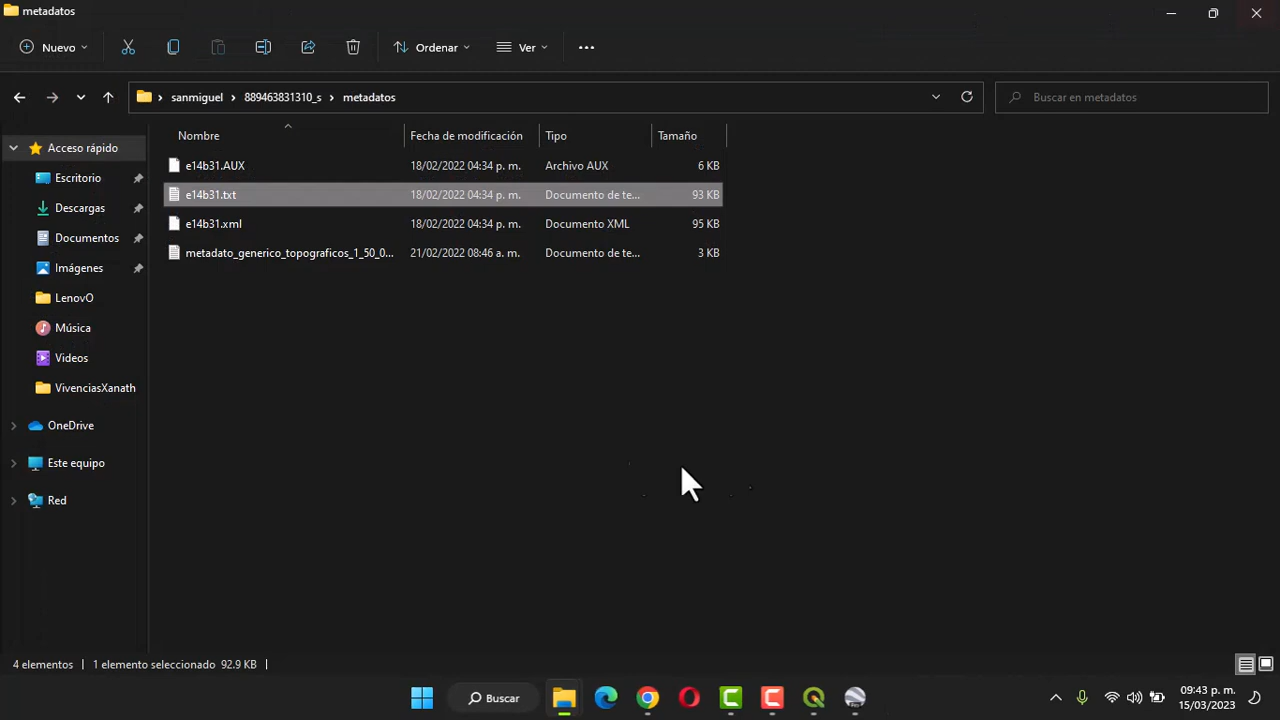 metadatos
Nuevo
Ordenar
Ver
sanmiguel
889463831310_s
metadatos
Buscar en metadatos
Nombre
Fecha de modificación
Tipo
Tamaño
Acceso rápido
e14b31.AUX
18/02/2022 04:34 p. m.
Archivo AUX
6 KB
Escritorio
e14b31.txt
18/02/2022 04:34 p. m.
Documento de te...
93 KB
Descargas
e14b31.xml
18/02/2022 04:34 p. m.
Documento XML
95 KB
Documentos
metadato_generico_topograficos_1_50_0...
21/02/2022 08:46 a. m.
Documento de te...
3 KB
Imágenes
LenovO
Música
Videos
VivenciasXanath
OneDrive
Este equipo
Red
4 elementos
1 elemento seleccionado 92.9 KB
Buscar
09:43 p. m.
15/03/2023